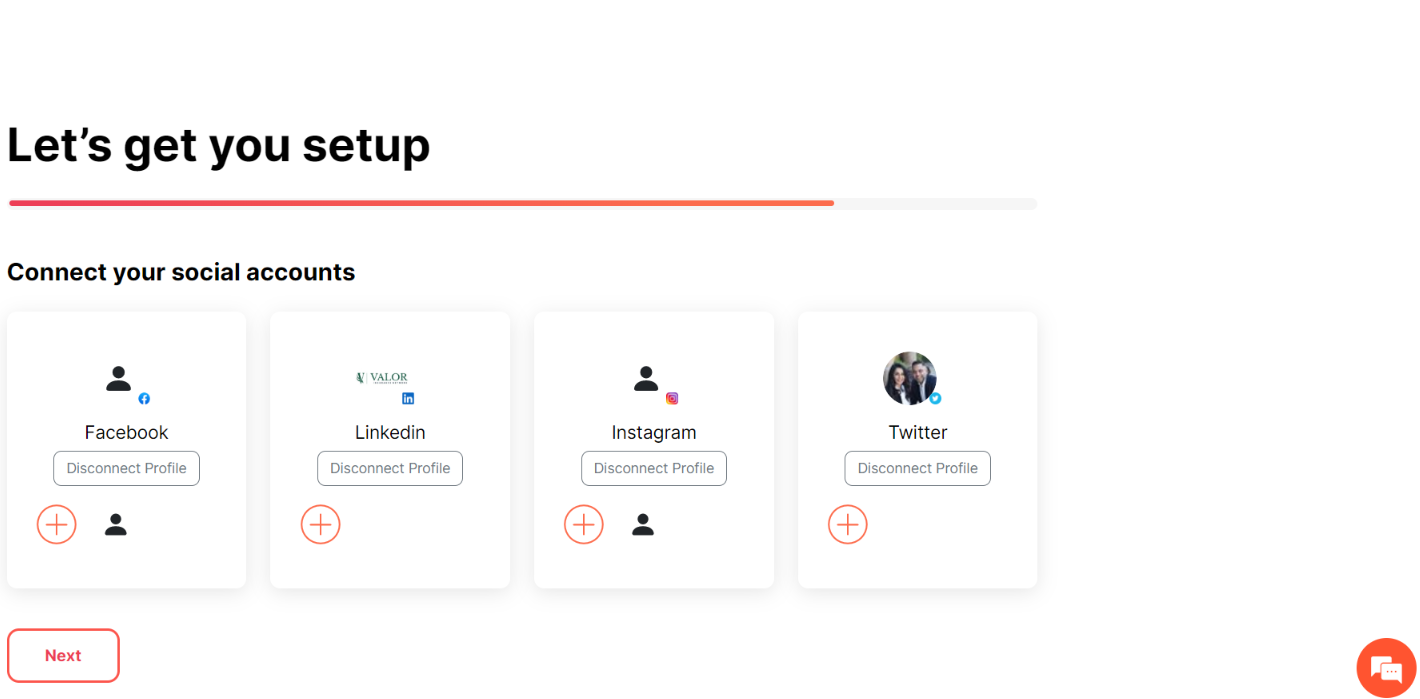 Let's get you setup
Connect your social accounts
VALOR
Facebook
Linkedin
Instagram
Twitter
Disconnect Profile
Disconnect Profile
Disconnect Profile
Disconnect Profile
Next